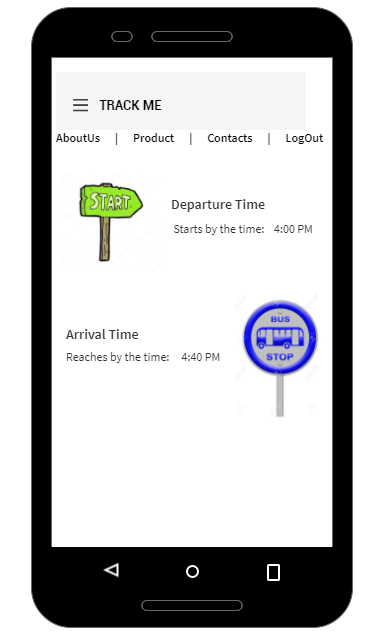 TRACK ME
AboutUs | Product | Contacts | LogOut
START
Departure Time
Starts by the time: 4:00 PM
BUS
STOP
Arrival Time
Reaches by the time: 4:40 PM